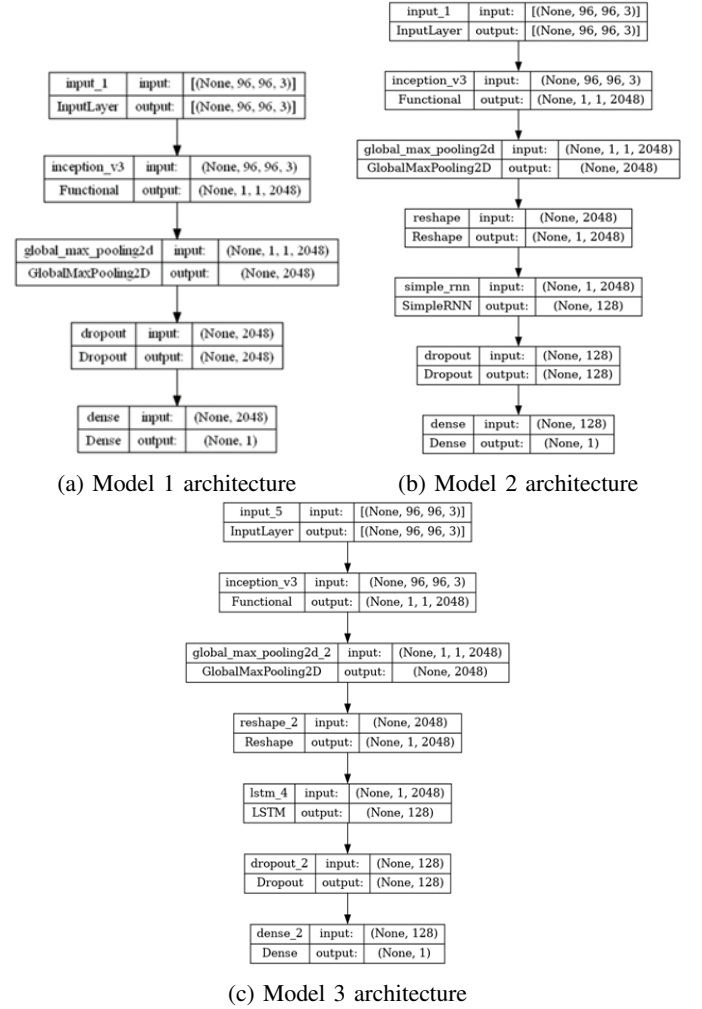 input_1 input: [(None, 96, 96, 3)]
InputLayer output: [(None, 96, 96, 3)]
inception_v3 input: (None, 96, 96, 3)
Functional output: (None, 1, 1, 2048)
global_max_pooling2d input: (None, 1, 1, 2048)
GlobalMaxPooling2D output: (None, 2048)
dropout input: (None, 2048)
Dropout output: (None, 2048)
dense input: (None, 2048)
Dense output: (None, 1)
(a) Model 1 architecture
input_1 input: [(None, 96, 96, 3)]
InputLayer output: [(None, 96, 96, 3)]
inception_v3 input: (None, 96, 96, 3)
Functional output: (None, 1, 1, 2048)
global_max_pooling2d input: (None, 1, 1, 2048)
GlobalMaxPooling2D output: (None, 2048)
reshape input: (None, 2048)
Reshape output: (None, 1, 2048)
simple_rnn input: (None, 1, 2048)
SimpleRNN output: (None, 128)
dropout input: (None, 128)
Dropout output: (None, 128)
dense input: (None, 128)
Dense output: (None, 1)
(b) Model 2 architecture
input_5 input: [(None, 96, 96, 3)]
InputLayer output: [(None, 96, 96, 3)]
inception_v3 input: (None, 96, 96, 3)
Functional output: (None, 1, 1, 2048)
global_max_pooling2d_2 input: (None, 1, 1, 2048)
GlobalMaxPooling2D output: (None, 2048)
reshape_2 input: (None, 2048)
Reshape output: (None, 1, 2048)
lstm_4 input: (None, 1, 2048)
LSTM output: (None, 128)
dropout_2 input: (None, 128)
Dropout output: (None, 128)
dense_2 input: (None, 128)
Dense output: (None, 1)
(c) Model 3 architecture